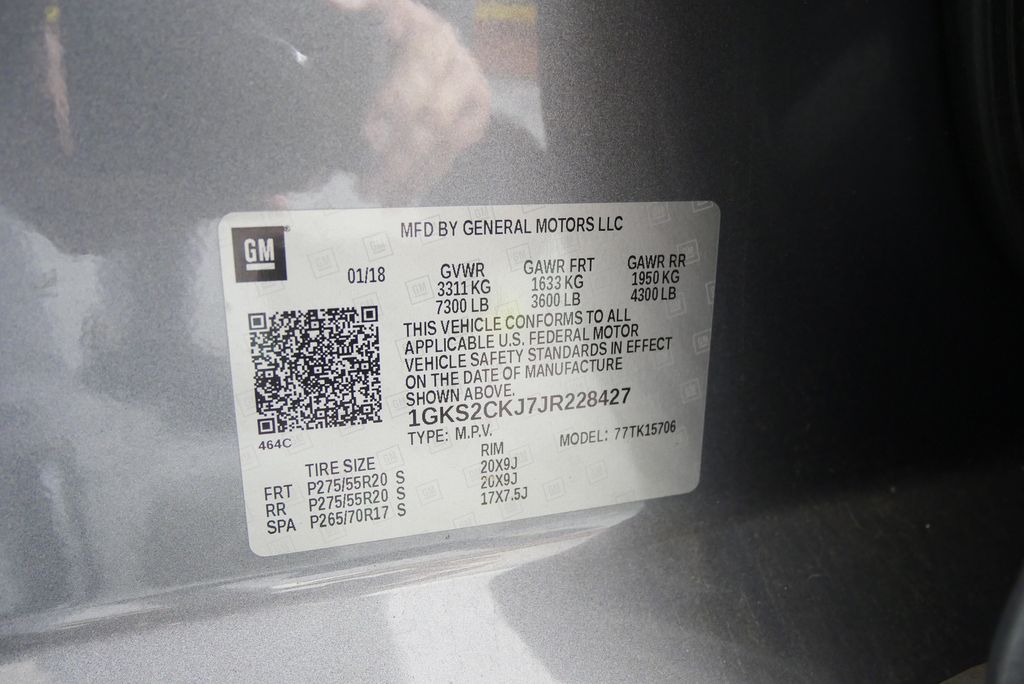 GM®
MFD BY GENERAL MOTORS LLC
01/18
GVWR GAWR FRT GAWR RR
3311 KG 1633 KG 1950 KG
7300 LB 3600 LB 4300 LB
THIS VEHICLE CONFORMS TO ALL
APPLICABLE U.S. FEDERAL MOTOR
VEHICLE SAFETY STANDARDS IN EFFECT
ON THE DATE OF MANUFACTURE
SHOWN ABOVE.
1GKS2CKJ7JR228427
TYPE: M.P.V. MODEL: 77TK15706
464C
TIRE SIZE RIM
FRT P275/55R20 S 20X9J
RR P275/55R20 S 20X9J
SPA P265/70R17 S 17X7.5J